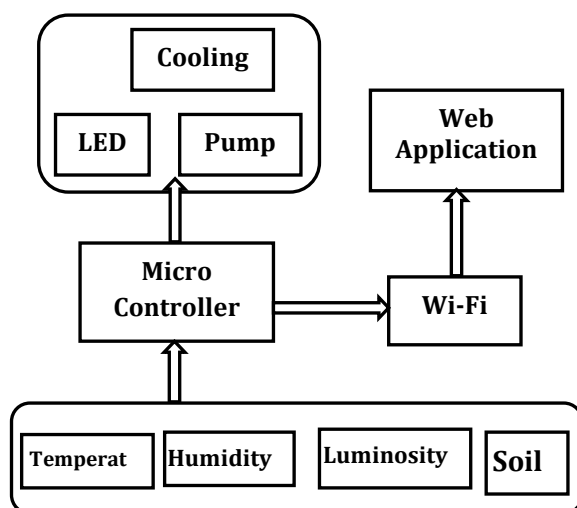 Cooling
LED
Pump
Web
Application
Micro
Controller
Wi-Fi
Temperat
Humidity
Luminosity
Soil